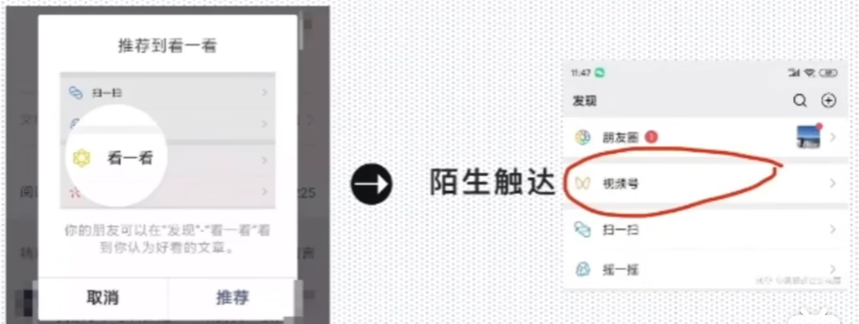 推荐到看一看
扫一扫
看一看
你的朋友可以在"发现"-"看一看"看
到你认为好看的文章。
取消
推荐
225
陌生触达
11:47
发现
朋友圈
视频号
扫一扫
摇一摇